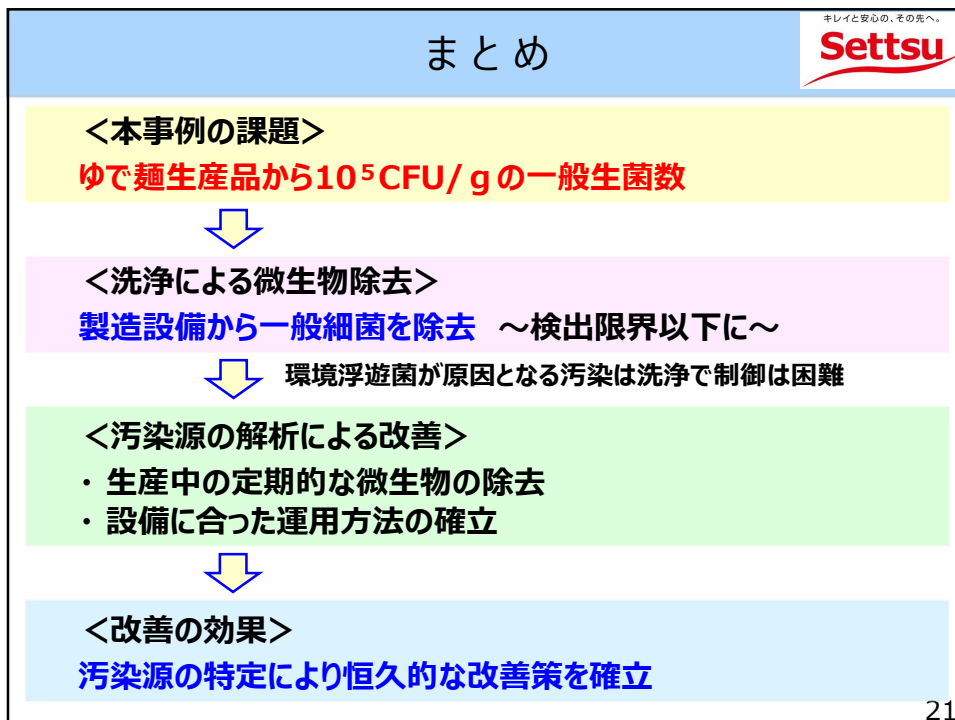 まとめ
キレイと安心の、その先へ。
Settsu
＜本事例の課題＞
ゆで麺生産品から10⁵CFU/ｇの一般生菌数
＜洗浄による微生物除去＞
製造設備から一般細菌を除去　～検出限界以下に～
環境浮遊菌が原因となる汚染は洗浄で制御は困難
＜汚染源の解析による改善＞
・ 生産中の定期的な微生物の除去
・ 設備に合った運用方法の確立
＜改善の効果＞
汚染源の特定により恒久的な改善策を確立
21